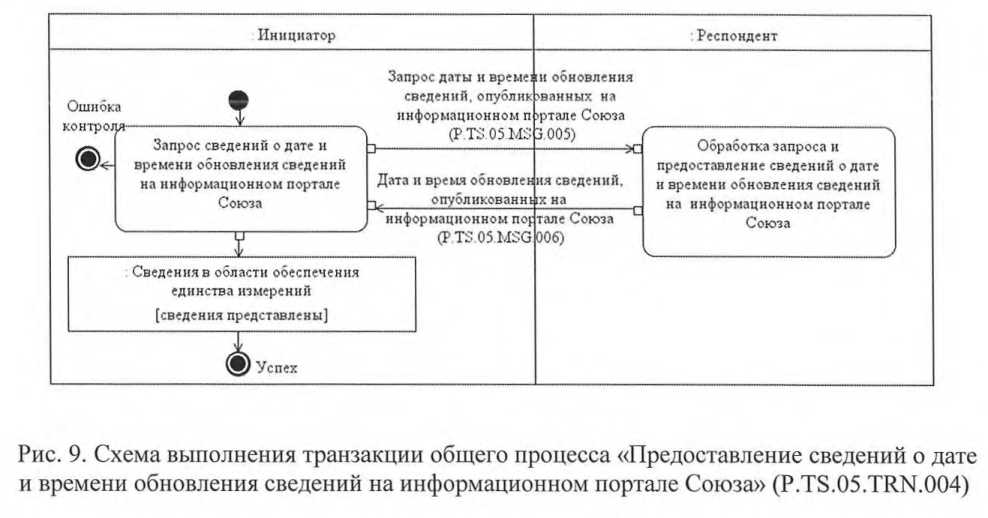 : Инициатор
: Респондент
Запрос даты и времени обновления
сведений, опубликованных на
информационном портале Союза
(P.TS.05.MSG.005)
Ошибка
контроля
Запрос сведений о дате и
времени обновления сведений
на информационном портале
Союза
Обработка запроса и
предоставление сведений о дате
и времени обновления сведений
на информационном портале
Союза
Дата и время обновления сведений,
опубликованных на
информационном портале Союза
(P.TS.05.MSG.006)
: Сведения в области обеспечения
единства измерений
[сведения представлены]
Успех
Рис. 9. Схема выполнения транзакции общего процесса «Предоставление сведений о дате
и времени обновления сведений на информационном портале Союза» (P.TS.05.TRN.004)